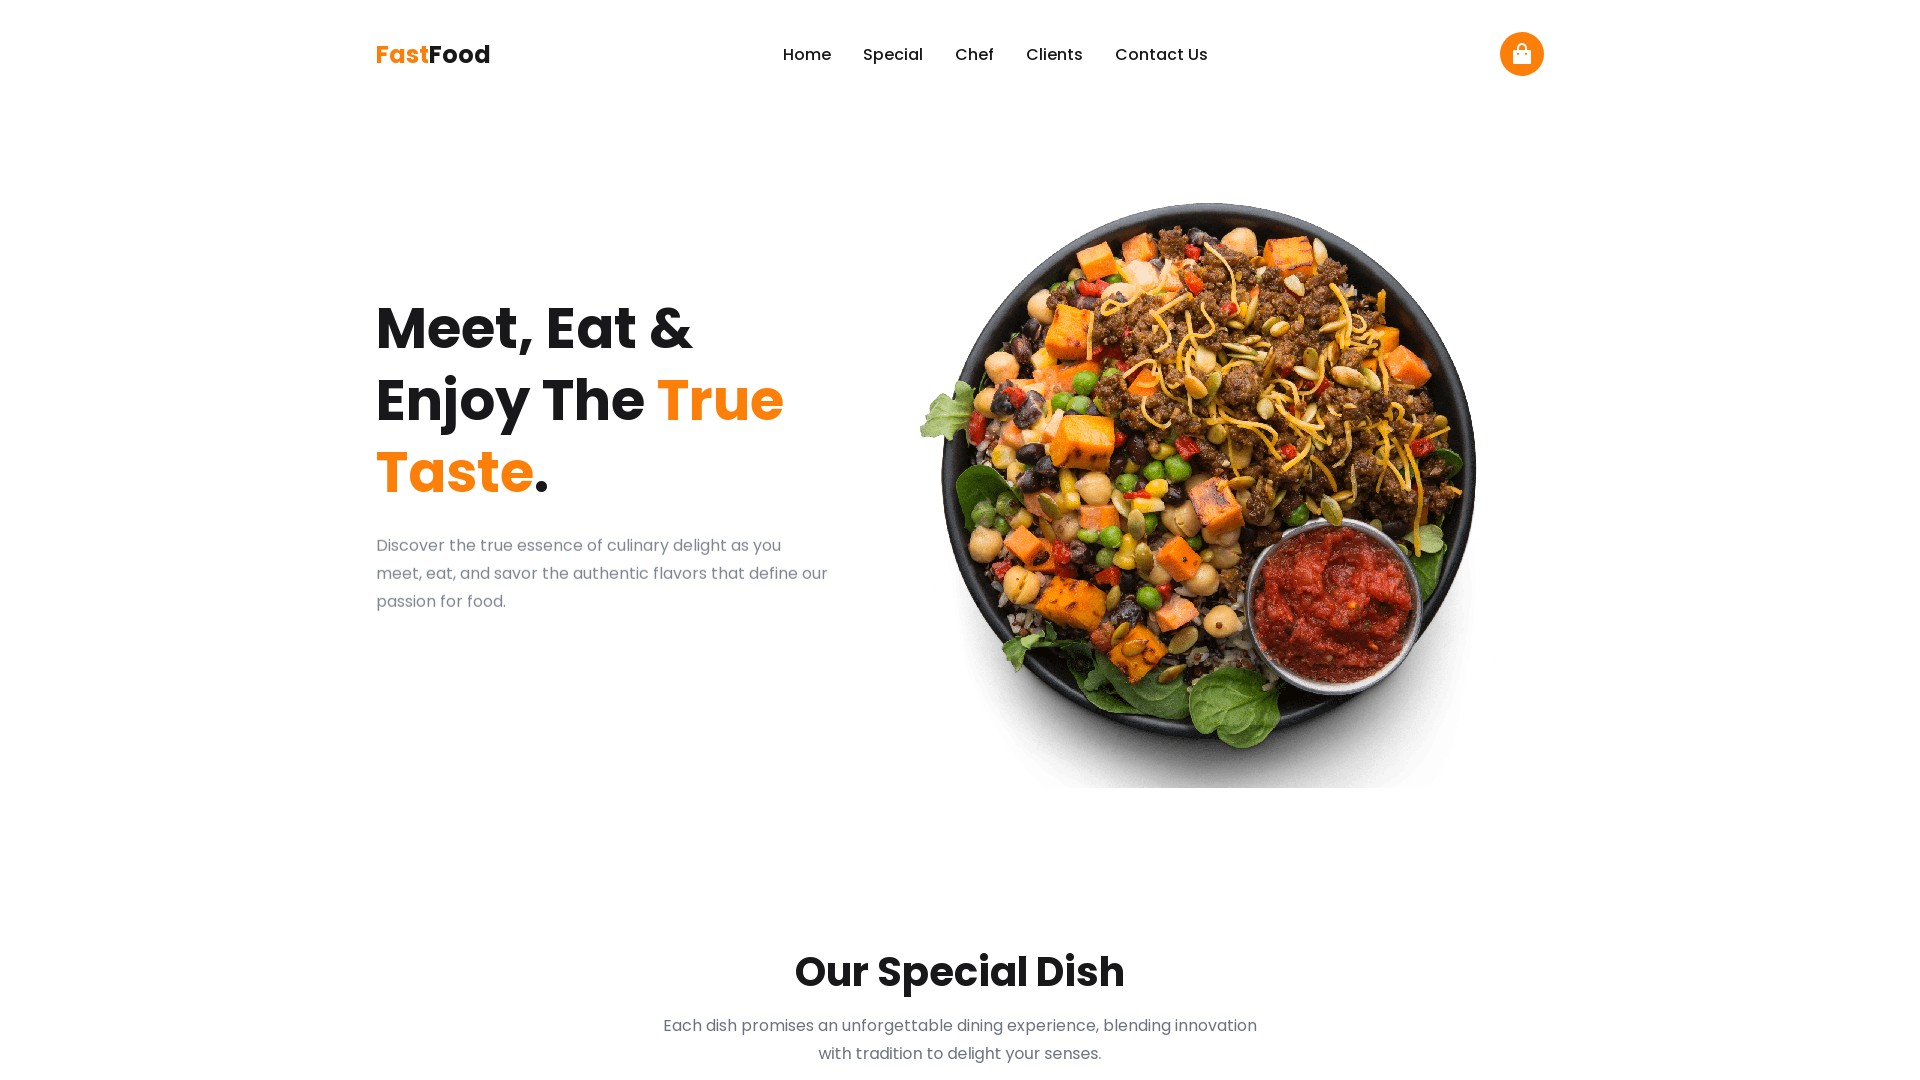 FastFood
Home Special Chef Clients Contact Us
Meet, Eat &
Enjoy The True
Taste.
Discover the true essence of culinary delight as you
meet, eat, and savor the authentic flavors that define our
passion for food.
Our Special Dish
Each dish promises an unforgettable dining experience, blending innovation
with tradition to delight your senses.